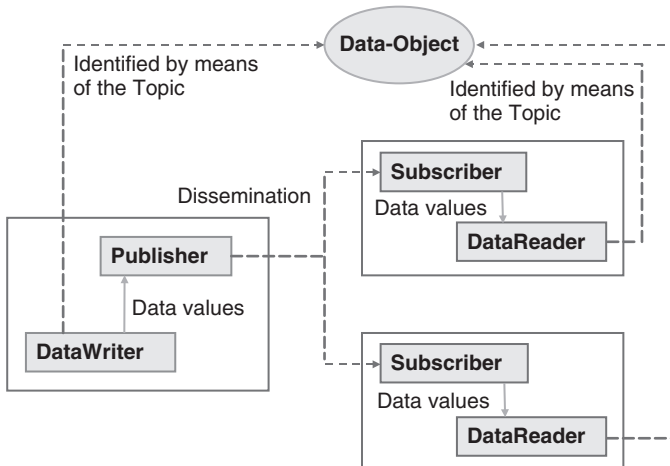 Data-Object
Identified by means
of the Topic
Identified by means
of the Topic
Dissemination
Subscriber
Data values
DataReader
Publisher
Data values
DataWriter
Subscriber
Data values
DataReader